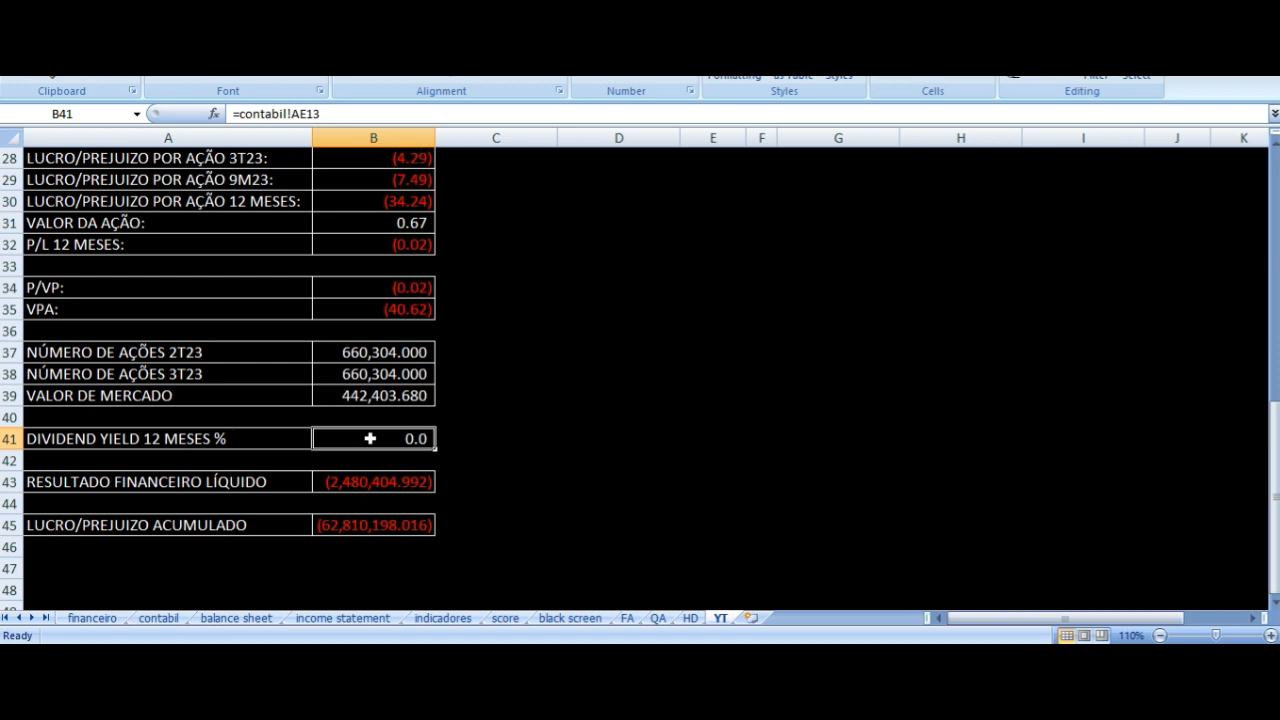 Clipboard Font Alignment Number Styles Cells Editing
B41 fx =contabil!AE13
A B C D E F G H I J K
28 LUCRO/PREJUIZO POR AÇÃO 3T23: (4.29)
29 LUCRO/PREJUIZO POR AÇÃO 9M23: (7.49)
30 LUCRO/PREJUIZO POR AÇÃO 12 MESES: (34.24)
31 VALOR DA AÇÃO: 0.67
32 P/L 12 MESES: (0.02)
33
34 P/VP: (0.02)
35 VPA: (40.62)
36
37 NÚMERO DE AÇÕES 2T23 660,304.000
38 NÚMERO DE AÇÕES 3T23 660,304.000
39 VALOR DE MERCADO 442,403.680
40
41 DIVIDEND YIELD 12 MESES % 0.0
42
43 RESULTADO FINANCEIRO LÍQUIDO (2,480,404.992)
44
45 LUCRO/PREJUIZO ACUMULADO (62,810,198.016)
46
47
48
financeiro contabil balance sheet income statement indicadores score black screen FA QA HD YT
Ready 110%